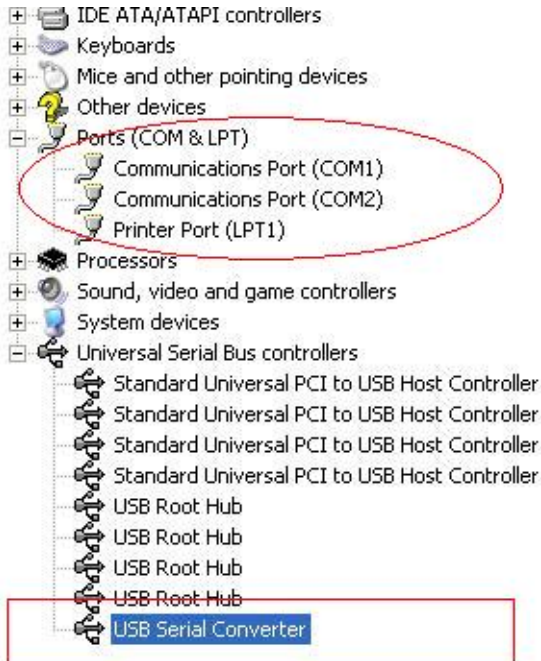 IDE ATA/ATAPI controllers
Keyboards
Mice and other pointing devices
Other devices
Ports (COM & LPT)
Communications Port (COM1)
Communications Port (COM2)
Printer Port (LPT1)
Processors
Sound, video and game controllers
System devices
Universal Serial Bus controllers
Standard Universal PCI to USB Host Controller
Standard Universal PCI to USB Host Controller
Standard Universal PCI to USB Host Controller
Standard Universal PCI to USB Host Controller
USB Root Hub
USB Root Hub
USB Root Hub
USB Root Hub
USB Serial Converter